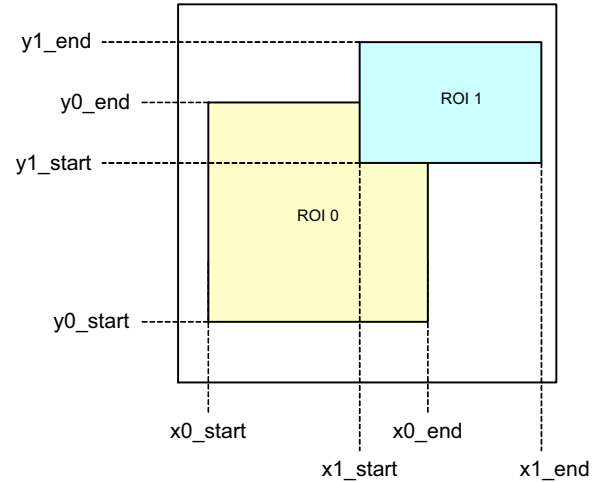 y1_end
ROI 1
y0_end
y1_start
ROI 0
y0_start
x0_start
x0_end
x1_start
x1_end